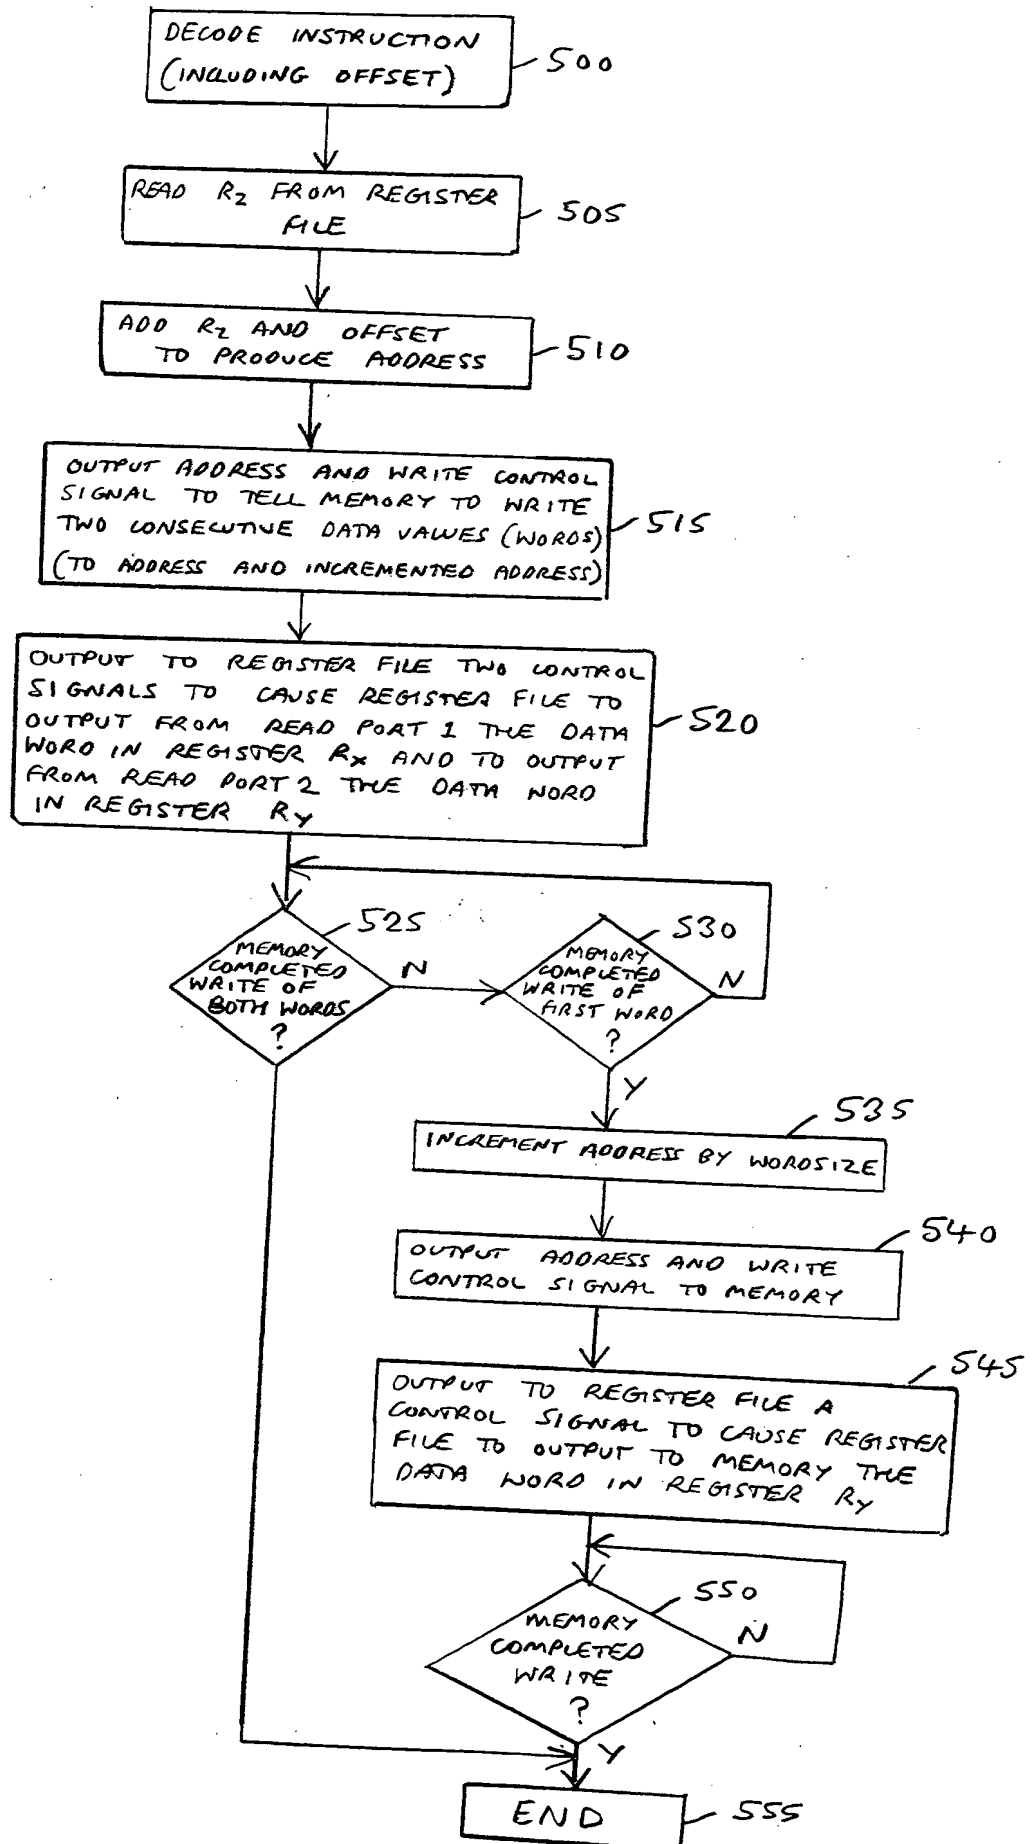 DECODE INSTRUCTION
(INCLUDING OFFSET)
500
READ Rz FROM REGISTER
FILE
505
ADD Rz AND OFFSET
TO PRODUCE ADDRESS
510
OUTPUT ADDRESS AND WRITE CONTROL
SIGNAL TO TELL MEMORY TO WRITE
TWO CONSECUTIVE DATA VALUES (WORDS)
(TO ADDRESS AND INCREMENTED ADDRESS)
515
OUTPUT TO REGISTER FILE TWO CONTROL
SIGNALS TO CAUSE REGISTER FILE TO
OUTPUT FROM READ PORT 1 THE DATA
WORD IN REGISTER Rx AND TO OUTPUT
FROM READ PORT 2 THE DATA WORD
IN REGISTER Ry
520
525
MEMORY
COMPLETED
WRITE OF
BOTH WORDS
?
N
530
MEMORY
COMPLETED
WRITE OF
FIRST WORD
?
N
Y
535
INCREMENT ADDRESS BY WORDSIZE
540
OUTPUT ADDRESS AND WRITE
CONTROL SIGNAL TO MEMORY
545
OUTPUT TO REGISTER FILE A
CONTROL SIGNAL TO CAUSE REGISTER
FILE TO OUTPUT TO MEMORY THE
DATA WORD IN REGISTER Ry
550
MEMORY
COMPLETED
WRITE
?
N
Y
END
555